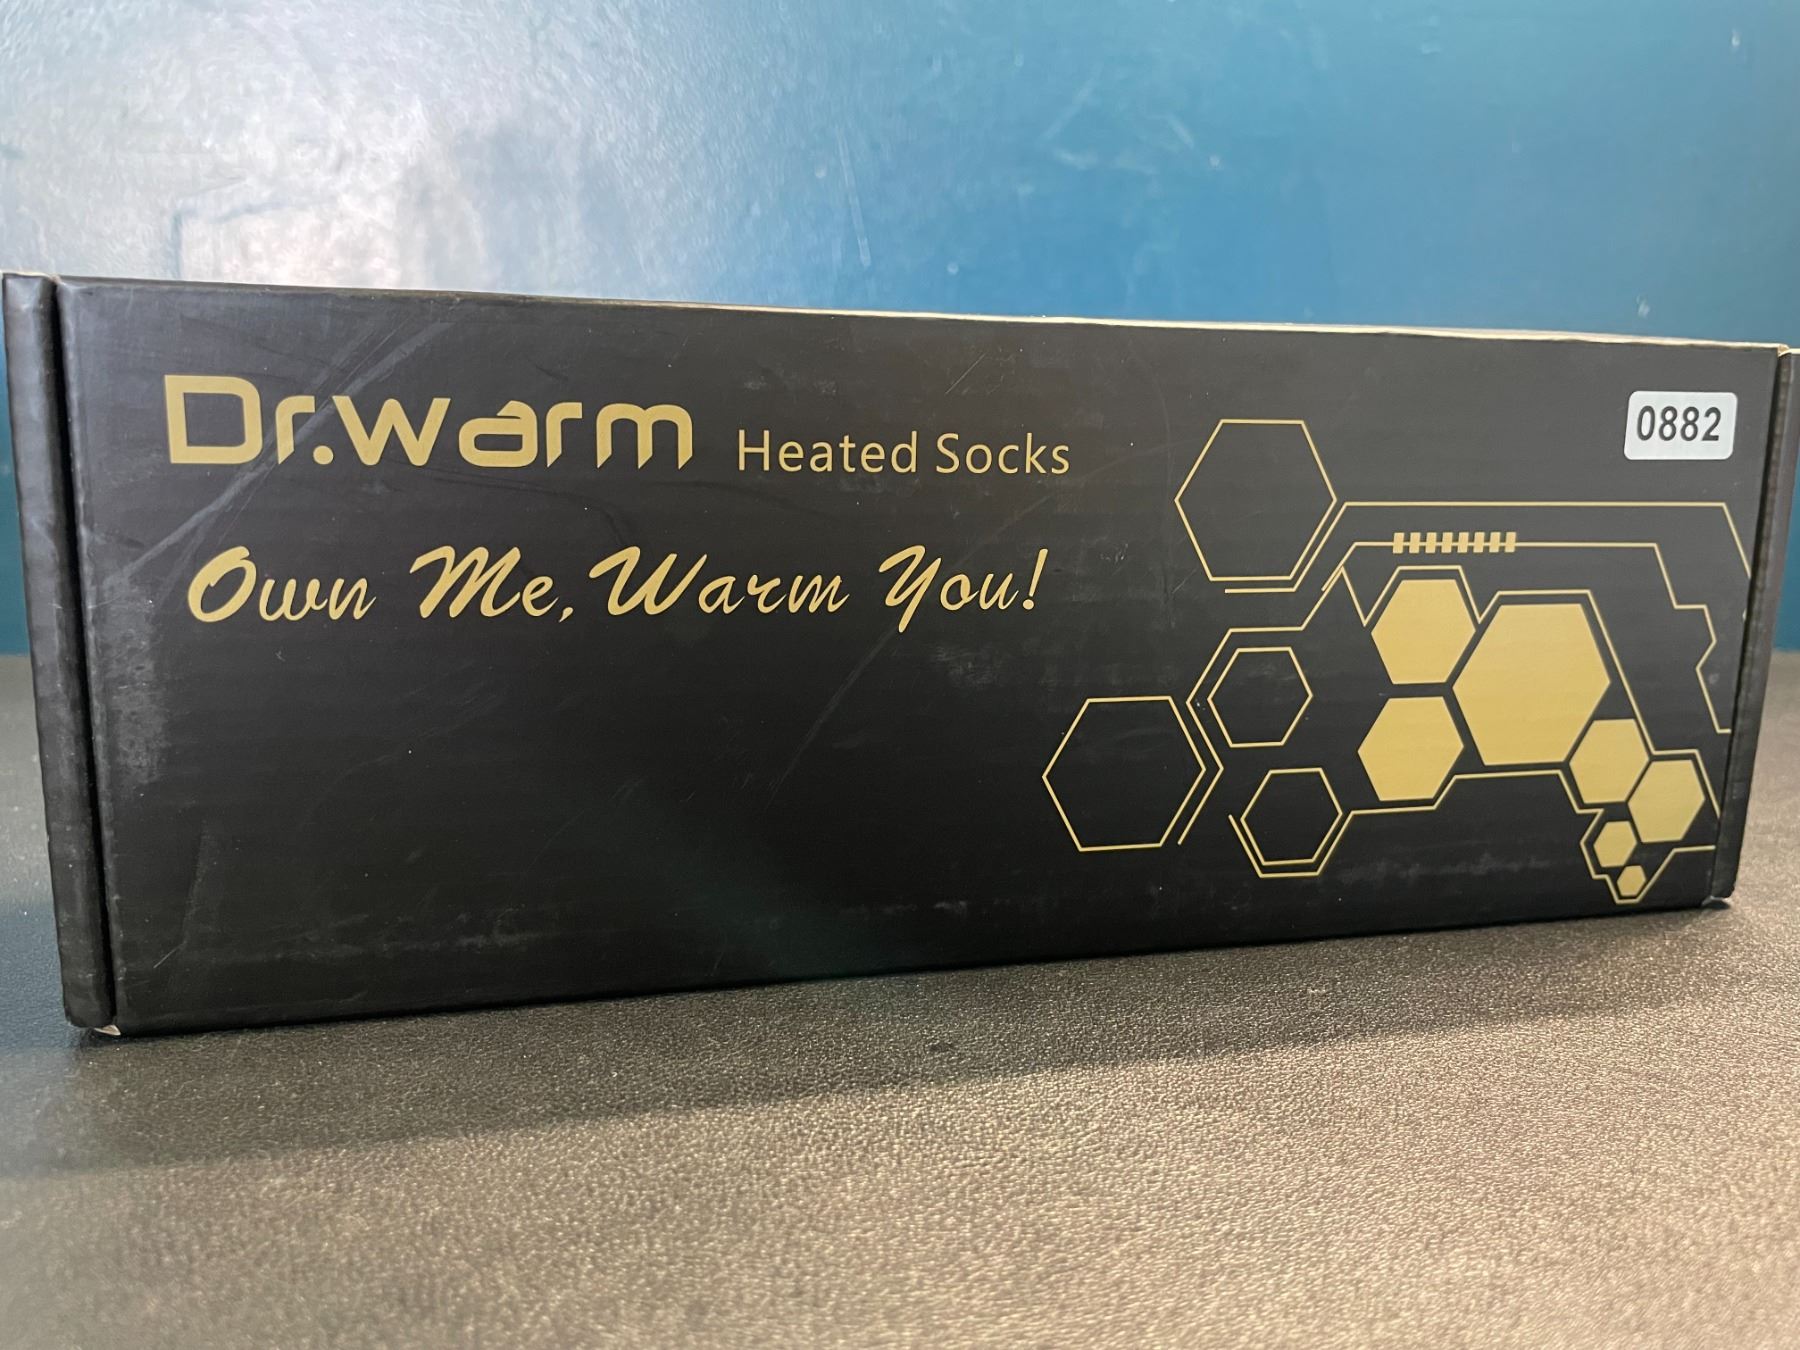 Dr.warm Heated Socks
0882
Own Me, Warm You!